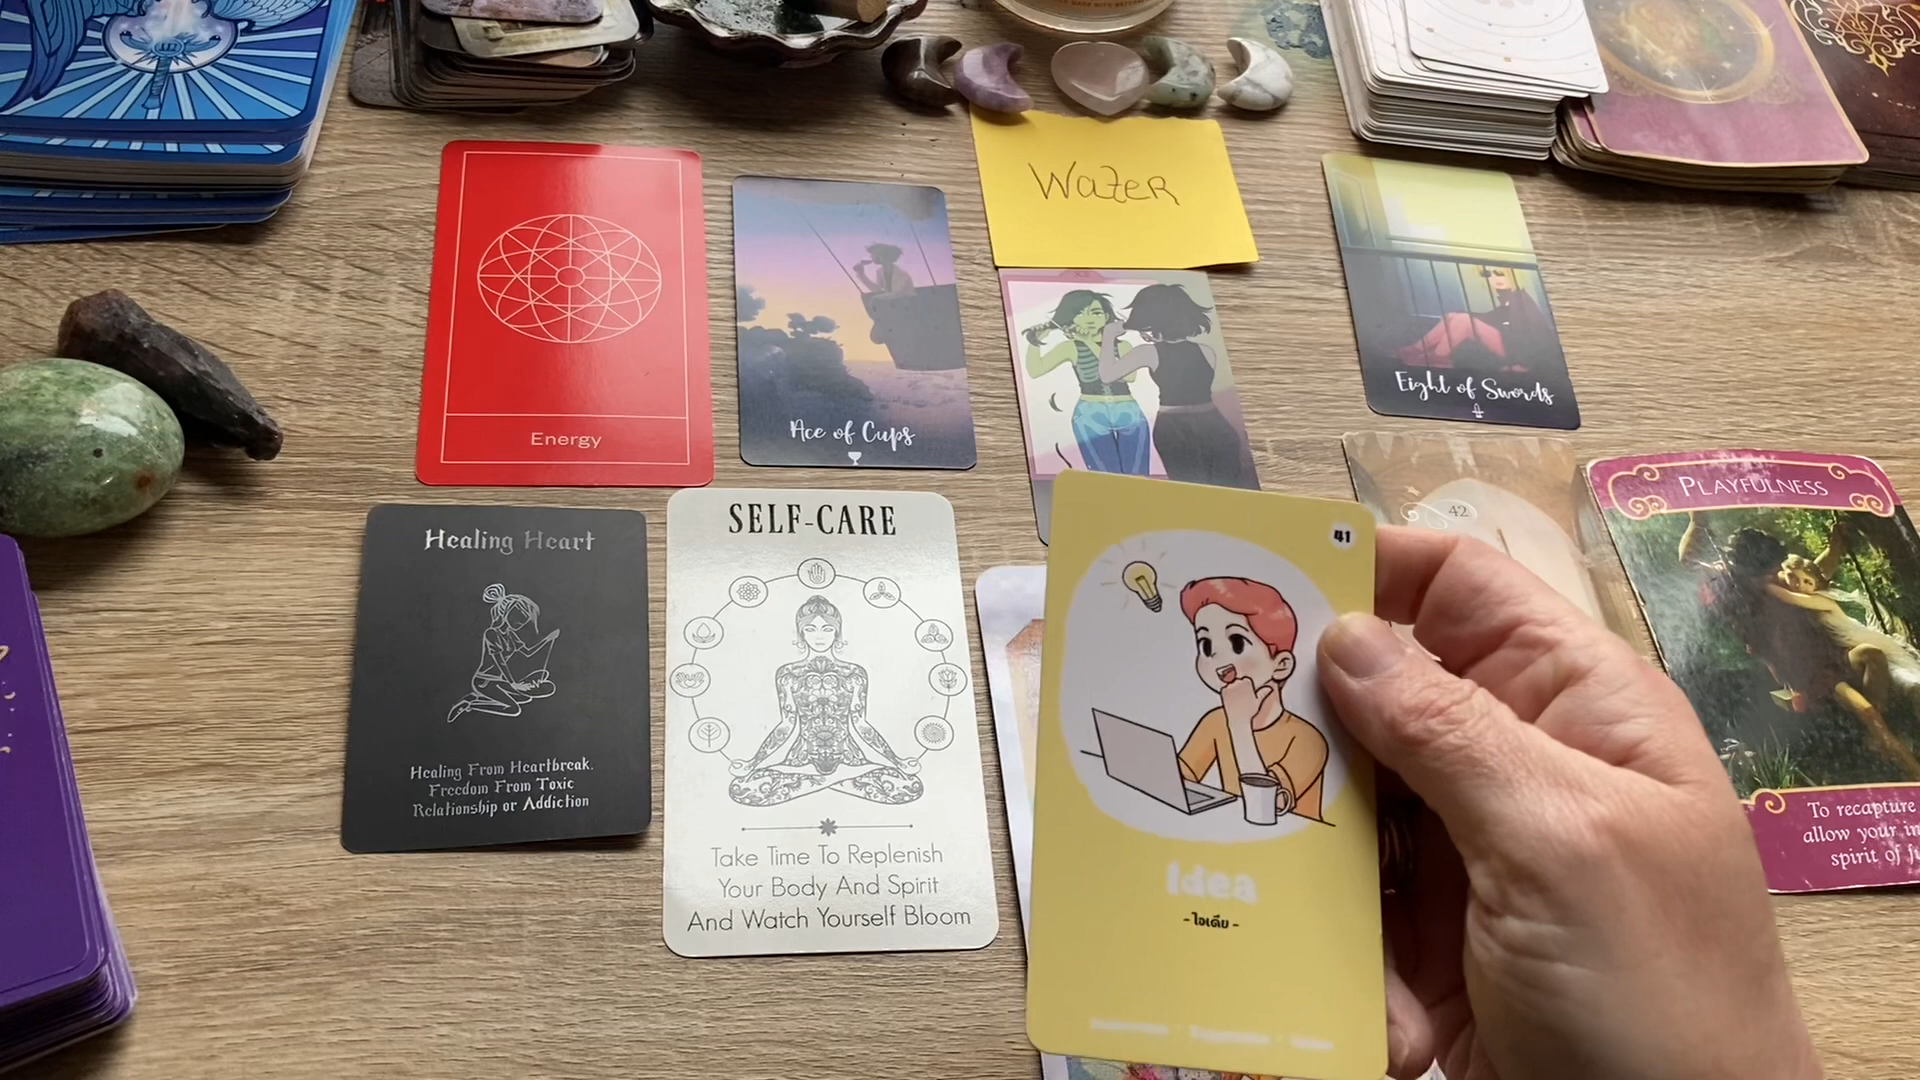 Energy
Ace of Cups
Wazer
Eight of Swords
Healing Heart
Healing From Heartbreak.
Freedom From Toxic
Relationship or Addiction
SELF-CARE
Take Time To Replenish
Your Body And Spirit
And Watch Yourself Bloom
41
Idea
-ไอเดีย-
42
PLAYFULNESS
To recapture
allow your
spirit of